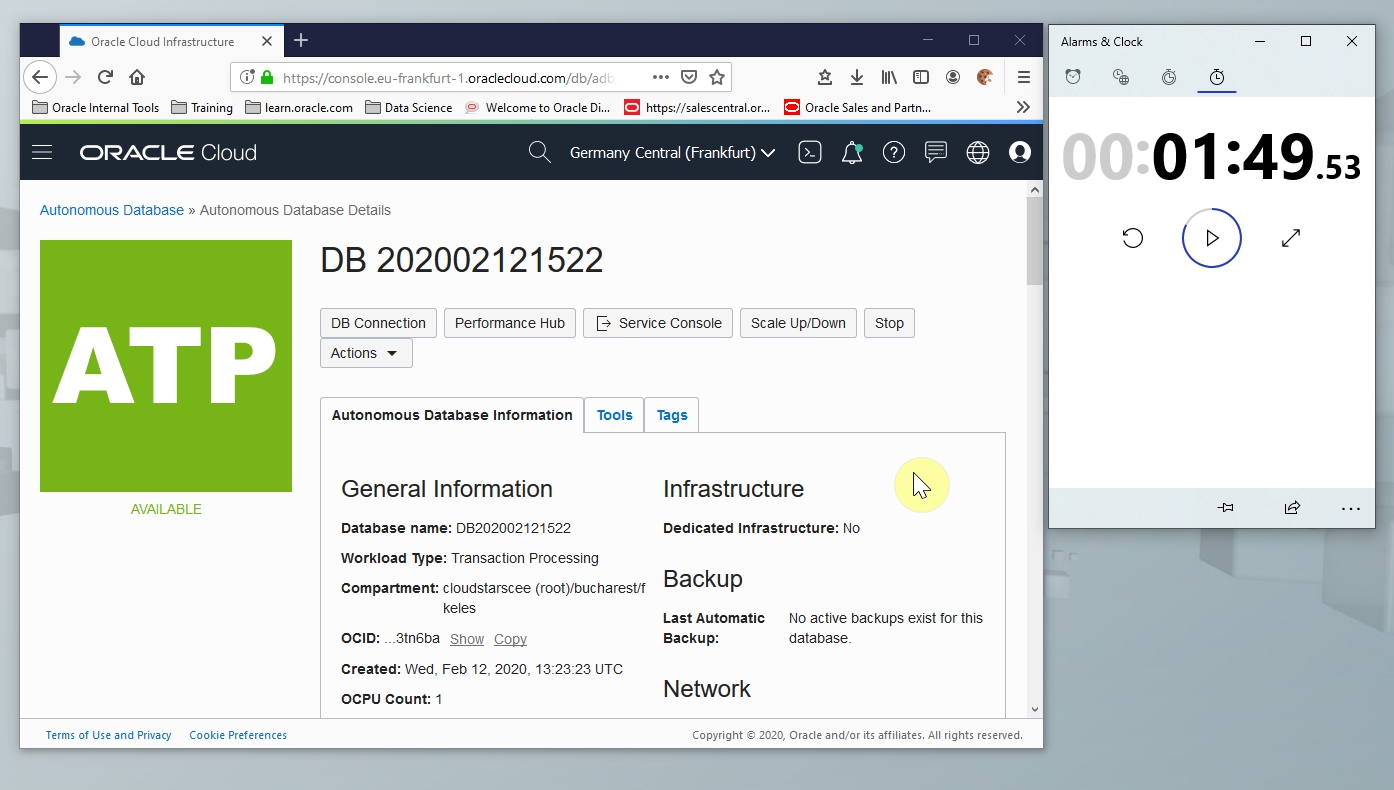 Oracle Cloud Infrastructure
https://console.eu-frankfurt-1.oraclecloud.com/db/adb
Oracle Internal Tools
Training
learn.oracle.com
Data Science
Welcome to Oracle Di...
https://salescentral.or...
Oracle Sales and Partn...
ORACLE Cloud
Germany Central (Frankfurt)
Autonomous Database » Autonomous Database Details
ATP
AVAILABLE
DB 202002121522
DB Connection
Performance Hub
Service Console
Scale Up/Down
Stop
Actions
Autonomous Database Information
Tools
Tags
General Information
Database name: DB202002121522
Workload Type: Transaction Processing
Compartment: cloudstarscee (root)/bucharest/f
keles
OCID: ...3tn6ba Show Copy
Created: Wed, Feb 12, 2020, 13:23:23 UTC
OCPU Count: 1
Infrastructure
Dedicated Infrastructure: No
Backup
Last Automatic Backup: No active backups exist for this
database.
Network
Terms of Use and Privacy
Cookie Preferences
Copyright © 2020, Oracle and/or its affiliates. All rights reserved.
Alarms & Clock
00:01:49.53